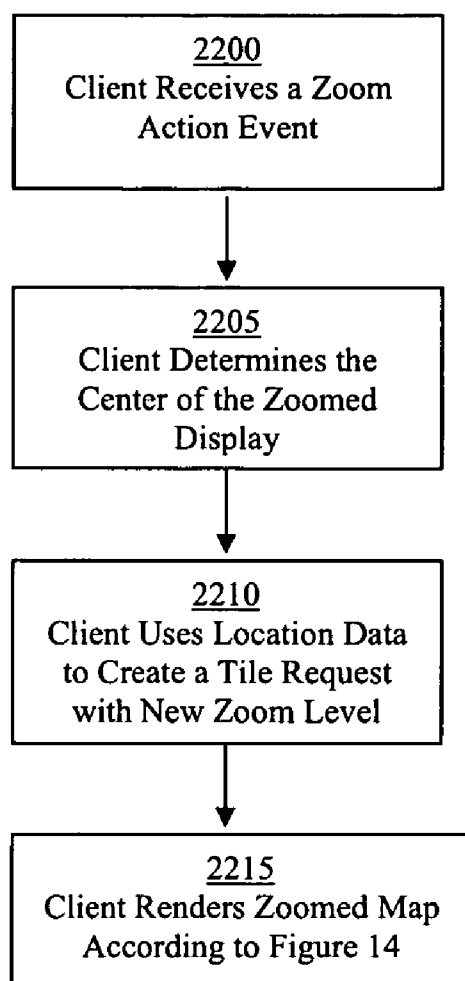 2200
Client Receives a Zoom
Action Event
2205
Client Determines the
Center of the Zoomed
Display
2210
Client Uses Location Data
to Create a Tile Request
with New Zoom Level
2215
Client Renders Zoomed Map
According to Figure 14